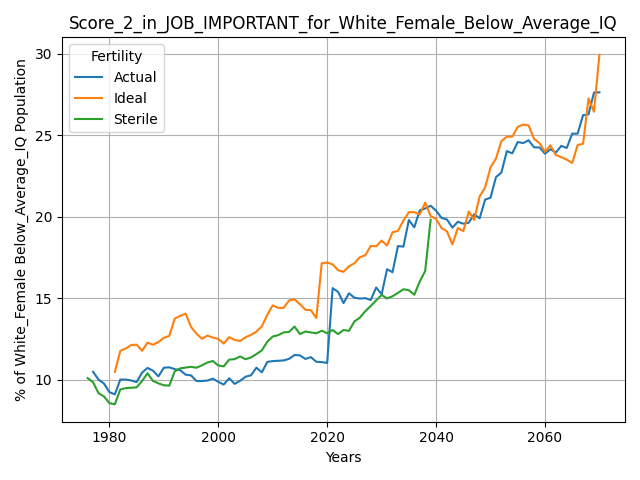 Score_2_in_JOB_IMPORTANT_for_White_Female_Below_Average_IQ
% of White_Female Below_Average_IQ Population
30
25
20
15
10
Fertility
Actual
Ideal
Sterile
1980
2000
2020
2040
2060
Years